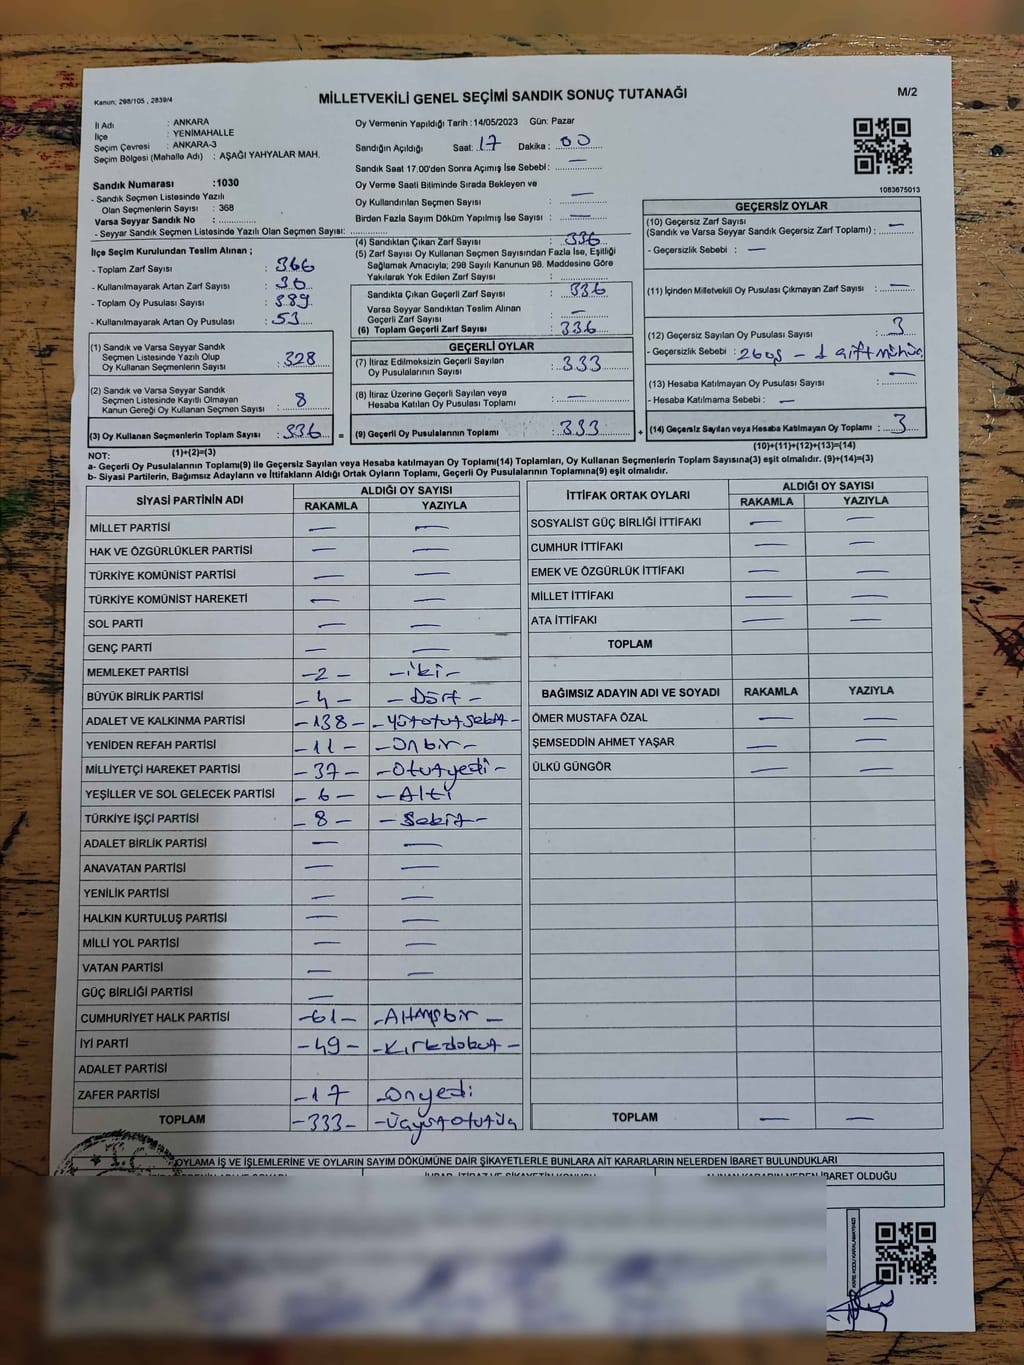 Kanun; 298/105 , 2839/4
MİLLETVEKİLİ GENEL SEÇİMİ SANDIK SONUÇ TUTANAĞI
M/2
İl Adı : ANKARA
İlçe : YENİMAHALLE
Seçim Çevresi : ANKARA-3
Seçim Bölgesi (Mahalle Adı) : AŞAĞI YAHYALAR MAH.
Oy Vermenin Yapıldığı Tarih :14/05/2023 Gün: Pazar
Sandığın Açıldığı Saat: 17 Dakika : 00
Sandık Saat 17:00'den Sonra Açılmış İse Sebebi: —
Oy Verme Saati Bitiminde Sırada Bekleyen ve
Oy Kullandırılan Seçmen Sayısı : —
Birden Fazla Sayım Döküm Yapılmış İse Sayısı : —
1083675013
Sandık Numarası :1030
- Sandık Seçmen Listesinde Yazılı
Olan Seçmenlerin Sayısı : 368
Varsa Seyyar Sandık No :
- Seyyar Sandık Seçmen Listesinde Yazılı Olan Seçmen Sayısı:
İlçe Seçim Kurulundan Teslim Alınan ;
- Toplam Zarf Sayısı : 366
- Kullanılmayarak Artan Zarf Sayısı : 30
- Toplam Oy Pusulası Sayısı : 389
- Kullanılmayarak Artan Oy Pusulası : 53
(1) Sandık ve Varsa Seyyar Sandık
Seçmen Listesinde Yazılı Olup
Oy Kullanan Seçmenlerin Sayısı : 328
(2) Sandık ve Varsa Seyyar Sandık
Seçmen Listesinde Kayıtlı Olmayan
Kanun Gereği Oy Kullanan Seçmen Sayısı : 8
(3) Oy Kullanan Seçmenlerin Toplam Sayısı : 336 =
(4) Sandıktan Çıkan Zarf Sayısı : 336
(5) Zarf Sayısı Oy Kullanan Seçmen Sayısından Fazla İse, Eşitliği
Sağlamak Amacıyla; 298 Sayılı Kanunun 98. Maddesine Göre
Yakılarak Yok Edilen Zarf Sayısı :
Sandıkta Çıkan Geçerli Zarf Sayısı : 336
Varsa Seyyar Sandıktan Teslim Alınan
Geçerli Zarf Sayısı : —
(6) Toplam Geçerli Zarf Sayısı : 336
GEÇERLİ OYLAR
(7) İtiraz Edilmeksizin Geçerli Sayılan
Oy Pusulalarının Sayısı : 333
(8) İtiraz Üzerine Geçerli Sayılan veya
Hesaba Katılan Oy Pusulası Toplamı : —
(9) Geçerli Oy Pusulalarının Toplamı : 333 +
GEÇERSİZ OYLAR
(10) Geçersiz Zarf Sayısı
(Sandık ve Varsa Seyyar Sandık Geçersiz Zarf Toplamı) : —
- Geçersizlik Sebebi : —
(11) İçinden Milletvekili Oy Pusulası Çıkmayan Zarf Sayısı : —
(12) Geçersiz Sayılan Oy Pusulası Sayısı : 3
- Geçersizlik Sebebi : 2 boş - 1 çift mühür
(13) Hesaba Katılmayan Oy Pusulası Sayısı : —
- Hesaba Katılmama Sebebi : —
(14) Geçersiz Sayılan veya Hesaba Katılmayan Oy Toplamı : 3
NOT: (1)+(2)=(3)
(10)+(11)+(12)+(13)=(14)
a- Geçerli Oy Pusulalarının Toplamı(9) ile Geçersiz Sayılan veya Hesaba katılmayan Oy Toplamı(14) Toplamları, Oy Kullanan Seçmenlerin Toplam Sayısına(3) eşit olmalıdır. (9)+(14)=(3)
b- Siyasi Partilerin, Bağımsız Adayların ve İttifakların Aldığı Ortak Oyların Toplamı, Geçerli Oy Pusulalarının Toplamına(9) eşit olmalıdır.
SİYASİ PARTİNİN ADI ALDIĞI OY SAYISI
RAKAMLA YAZIYLA
MİLLET PARTİSİ — —
HAK VE ÖZGÜRLÜKLER PARTİSİ — —
TÜRKİYE KOMÜNİST PARTİSİ — —
TÜRKİYE KOMÜNİST HAREKETİ — —
SOL PARTİ — —
GENÇ PARTİ — —
MEMLEKET PARTİSİ -2- -iki-
BÜYÜK BİRLİK PARTİSİ -4- -Dört-
ADALET VE KALKINMA PARTİSİ -138- -Yüzotuzsekiz-
YENİDEN REFAH PARTİSİ -11- -Onbir-
MİLLİYETÇİ HAREKET PARTİSİ -37- -Otuzyedi-
YEŞİLLER VE SOL GELECEK PARTİSİ -6- -Altı
TÜRKİYE İŞÇİ PARTİSİ -8- -Sekiz-
ADALET BİRLİK PARTİSİ — —
ANAVATAN PARTİSİ — —
YENİLİK PARTİSİ — —
HALKIN KURTULUŞ PARTİSİ — —
MİLLİ YOL PARTİSİ — —
VATAN PARTİSİ — —
GÜÇ BİRLİĞİ PARTİSİ —
CUMHURİYET HALK PARTİSİ -61- -Altmışbir-
İYİ PARTİ -49- -Kırkdokuz-
ADALET PARTİSİ
ZAFER PARTİSİ -17 -Onyedi
TOPLAM -333- -Üçyüzotuzüç
İTTİFAK ORTAK OYLARI ALDIĞI OY SAYISI
RAKAMLA YAZIYLA
SOSYALİST GÜÇ BİRLİĞİ İTTİFAKI — —
CUMHUR İTTİFAKI — —
EMEK VE ÖZGÜRLÜK İTTİFAKI — —
MİLLET İTTİFAKI — —
ATA İTTİFAKI — —
TOPLAM
BAĞIMSIZ ADAYIN ADI VE SOYADI RAKAMLA YAZIYLA
ÖMER MUSTAFA ÖZAL — —
ŞEMSEDDİN AHMET YAŞAR — —
ÜLKÜ GÜNGÖR — —
TOPLAM — —
OYLAMA İŞ VE İŞLEMLERİNE VE OYLARIN SAYIM DÖKÜMÜNE DAİR ŞİKAYETLERLE BUNLARA AİT KARARLARIN NELERDEN İBARET BULUNDUKLARI
İBARET OLDUĞU